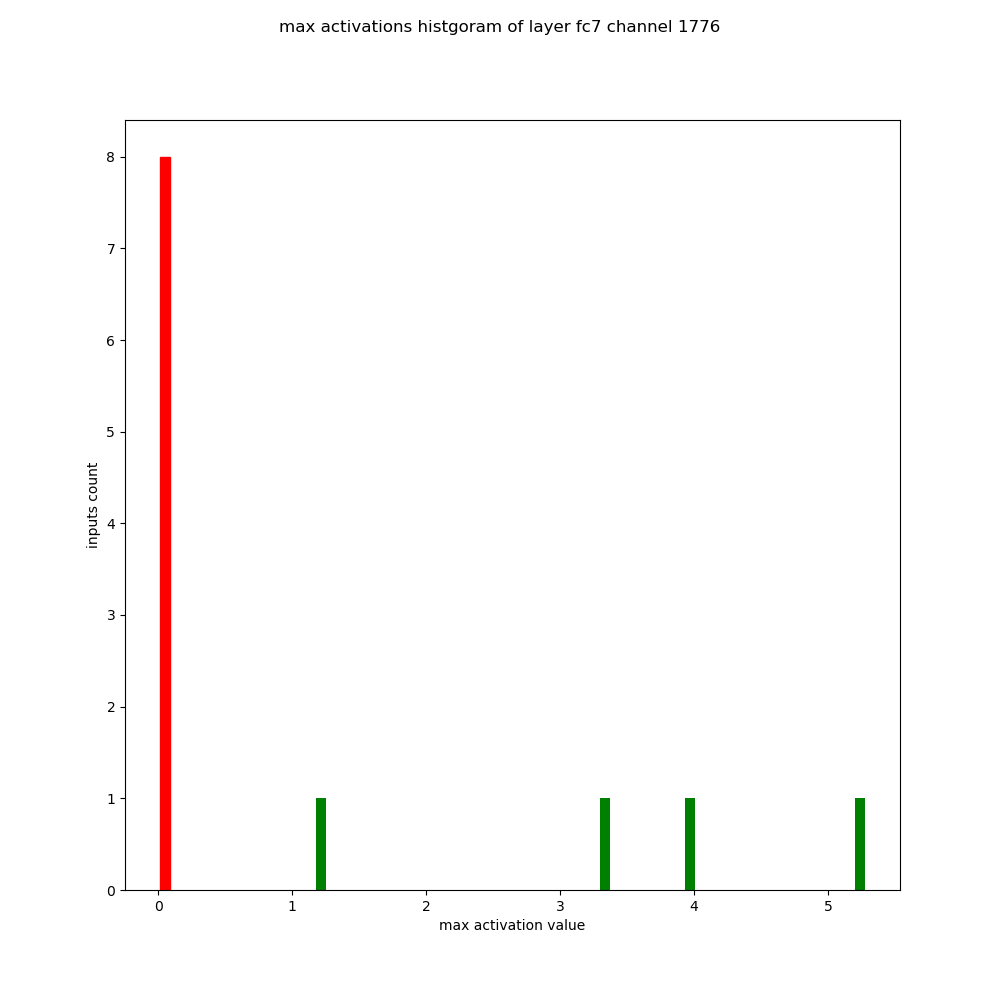 max activations histgoram of layer fc7 channel 1776
8
7
6
5
4
3
2
1
0
inputs count
0 1 2 3 4 5
max activation value